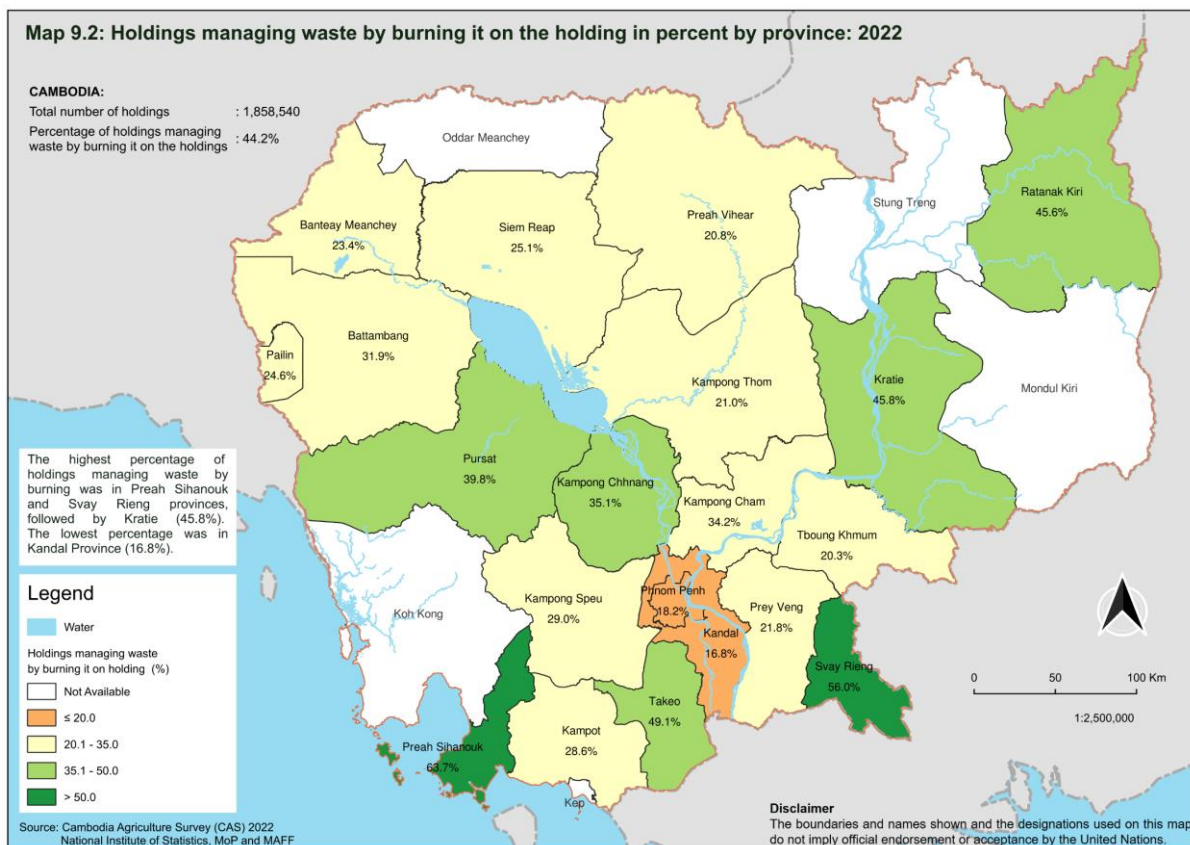 Map 9.2: Holdings managing waste by burning it on the holding in percent by province: 2022
CAMBODIA:
Total number of holdings : 1,858,540
Percentage of holdings managing
waste by burning it on the holdings : 44.2%
Oddar Meanchey
Banteay Meanchey
23.4%
Siem Reap
25.1%
Preah Vihear
20.8%
Stung Treng
Ratanak Kiri
45.6%
Battambang
31.9%
Pailin
24.6%
Kampong Thom
21.0%
Kratie
45.8%
Mondul Kiri
Pursat
39.8%
Kampong Chhnang
35.1%
Kampong Cham
34.2%
Tboung Khmum
20.3%
Koh Kong
Kampong Speu
29.0%
Phnom Penh
18.2%
Kandal
16.8%
Prey Veng
21.8%
Svay Rieng
56.0%
Takeo
49.1%
Kampot
28.6%
Preah Sihanouk
63.7%
Kep
The highest percentage of
holdings managing waste by
burning was in Preah Sihanouk
and Svay Rieng provinces,
followed by Kratie (45.8%).
The lowest percentage was in
Kandal Province (16.8%).
Legend
Water
Holdings managing waste
by burning it on holding (%)
Not Available
≤ 20.0
20.1 - 35.0
35.1 - 50.0
> 50.0
Source: Cambodia Agriculture Survey (CAS) 2022
National Institute of Statistics, MoP and MAFF
0 50 100 Km
1:2,500,000
Disclaimer
The boundaries and names shown and the designations used on this map
do not imply official endorsement or acceptance by the United Nations.